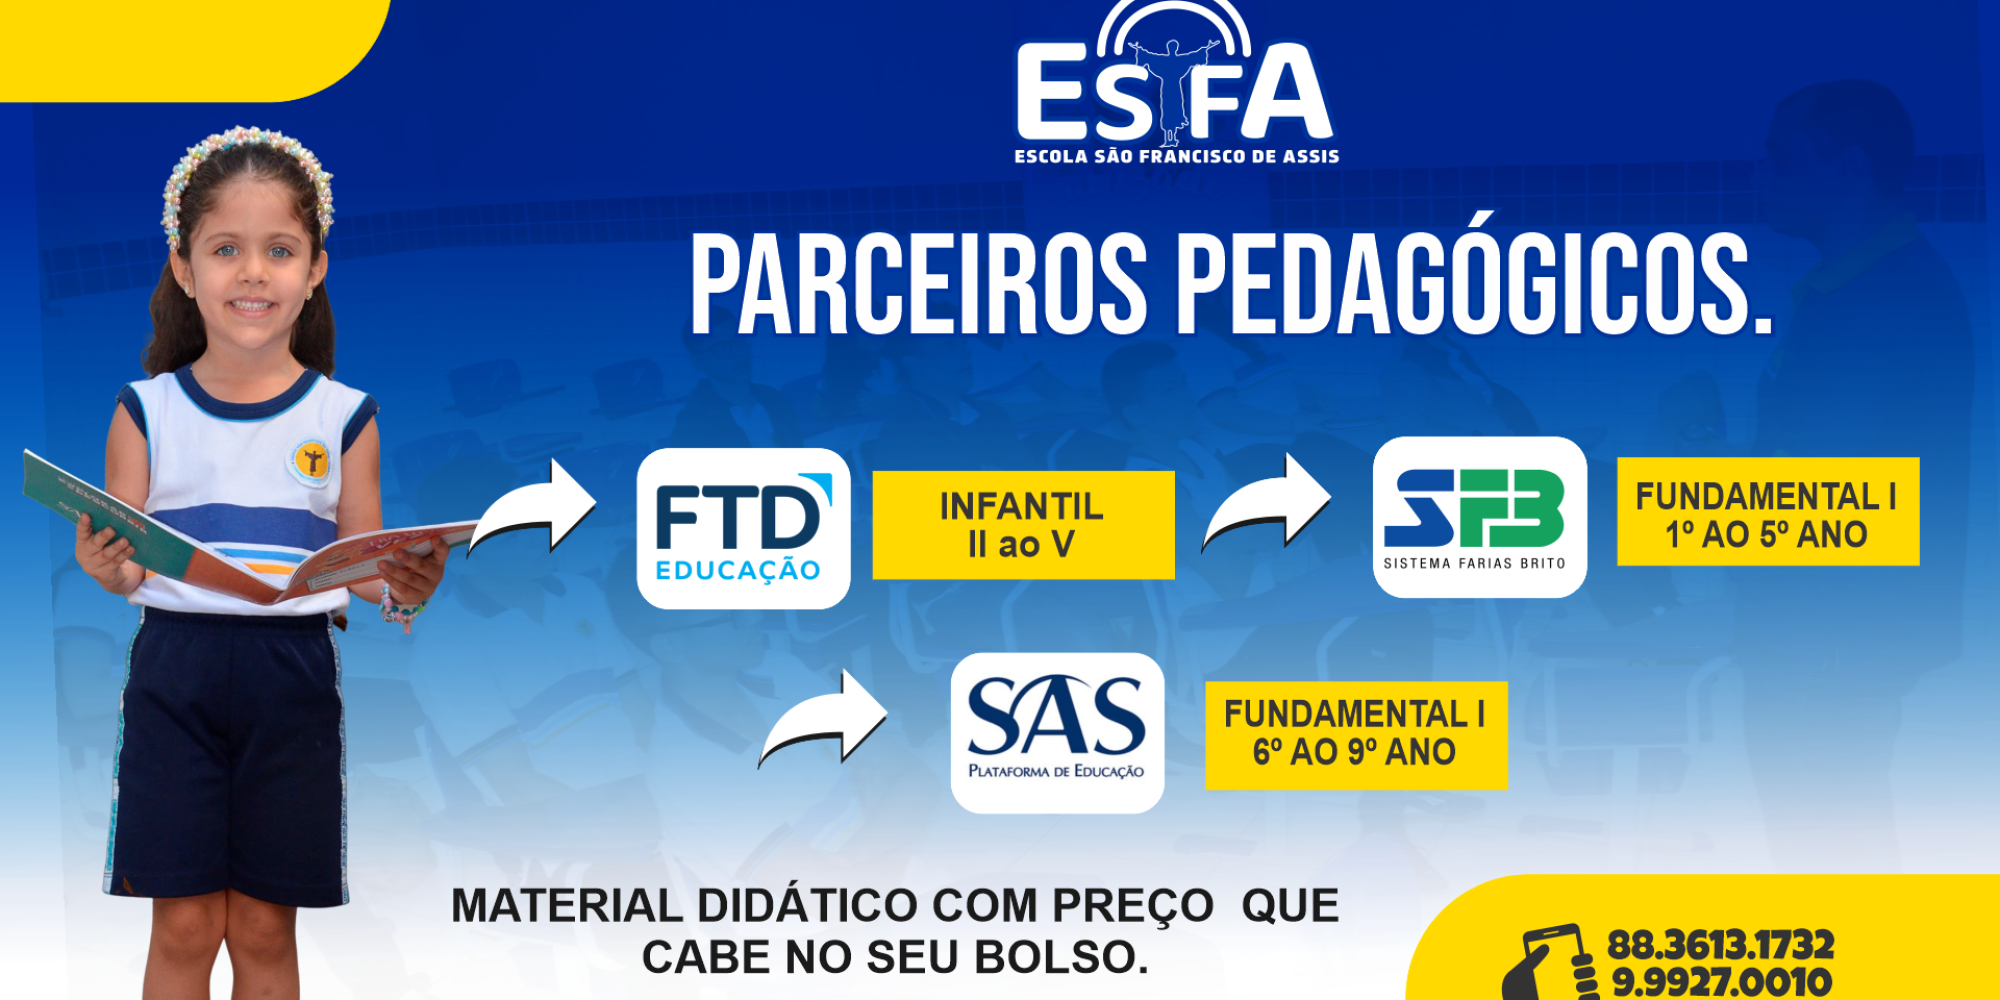 ESFA
ESCOLA SÃO FRANCISCO DE ASSIS
PARCEIROS PEDAGÓGICOS.
FTD
EDUCAÇÃO
INFANTIL
II ao V
SFB
SISTEMA FARIAS BRITO
FUNDAMENTAL I
1º AO 5º ANO
SAS
PLATAFORMA DE EDUCAÇÃO
FUNDAMENTAL I
6º AO 9º ANO
MATERIAL DIDÁTICO COM PREÇO QUE
CABE NO SEU BOLSO.
88.3613.1732
9.9927.0010